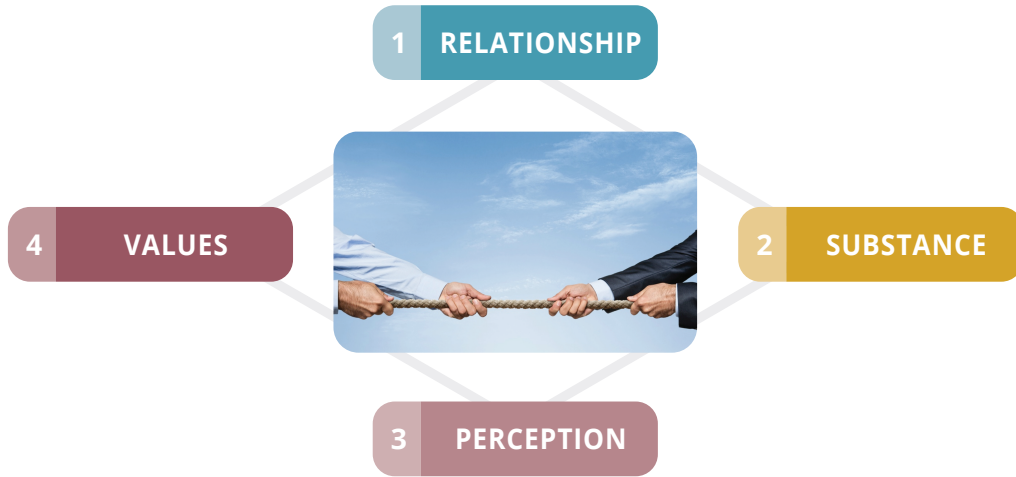 1 RELATIONSHIP
2 SUBSTANCE
3 PERCEPTION
4 VALUES